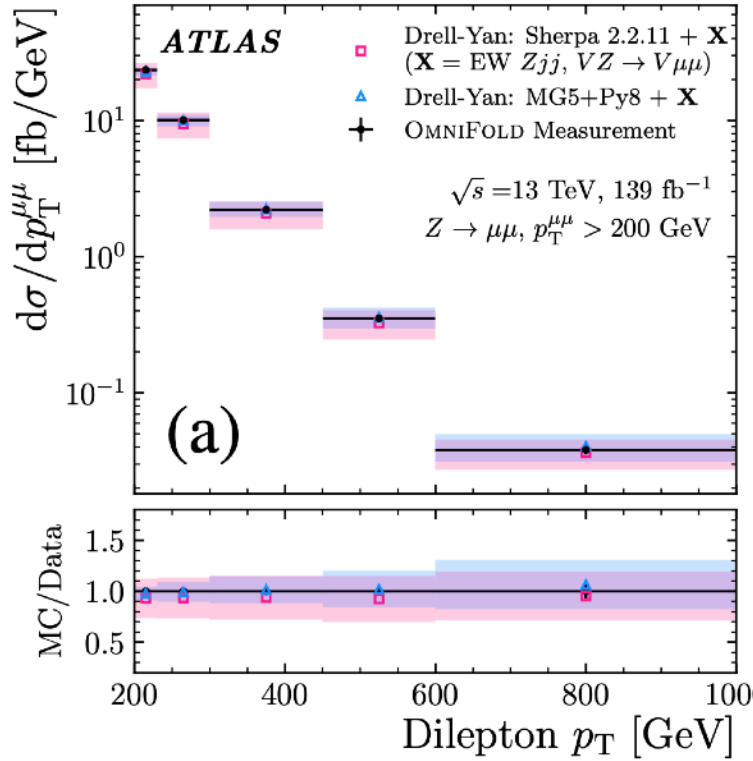 ATLAS
Drell-Yan: Sherpa 2.2.11 + X
(X = EW Zjj, VZ → Vμμ)
Drell-Yan: MG5+Py8 + X
OMNIFOLD Measurement
√s =13 TeV, 139 fb⁻¹
Z → μμ, p_T^μμ > 200 GeV
dσ/dp_T^μμ [fb/GeV]
10¹
10⁰
10⁻¹
(a)
MC/Data
1.5
1.0
0.5
200 400 600 800 1000
Dilepton p_T [GeV]